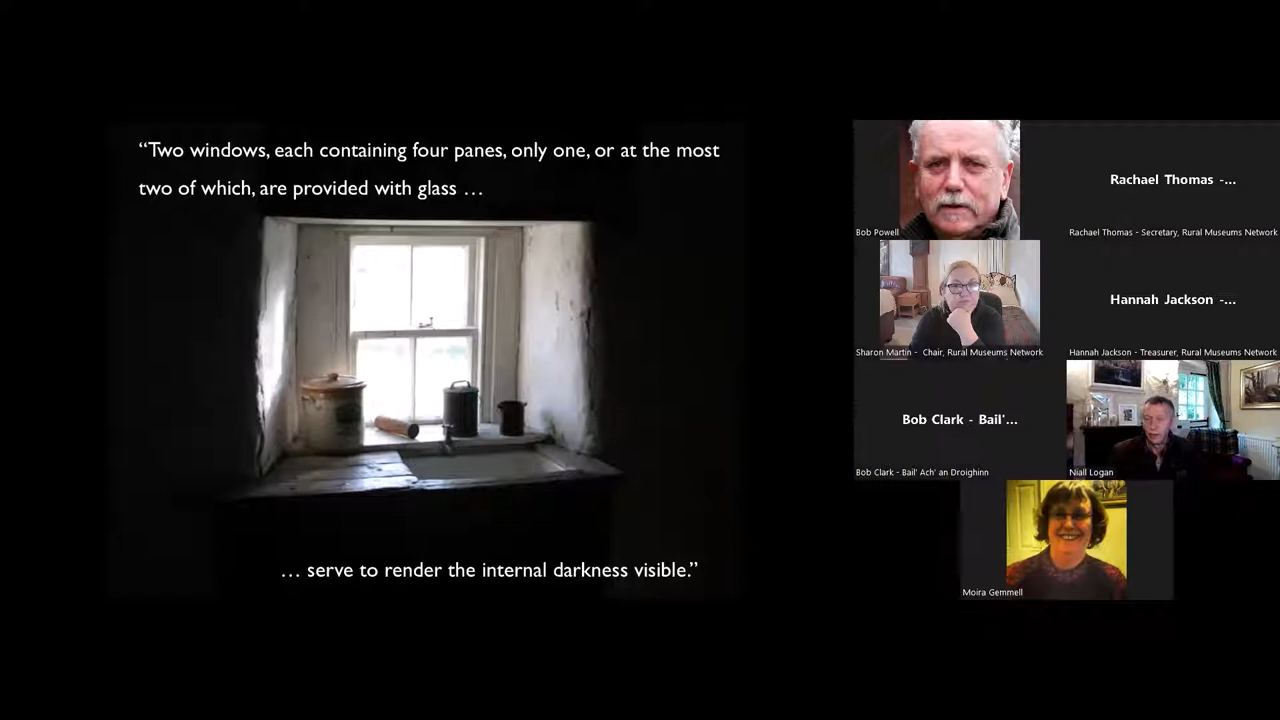 “Two windows, each containing four panes, only one, or at the most
two of which, are provided with glass …
… serve to render the internal darkness visible.”
Bob Powell
Rachael Thomas -...
Rachael Thomas - Secretary, Rural Museums Network
Sharon Martin - Chair, Rural Museums Network
Hannah Jackson -...
Hannah Jackson - Treasurer, Rural Museums Network
Bob Clark - Bail'...
Bob Clark - Bail' Ach' an Droighinn
Niall Logan
Moira Gemmell